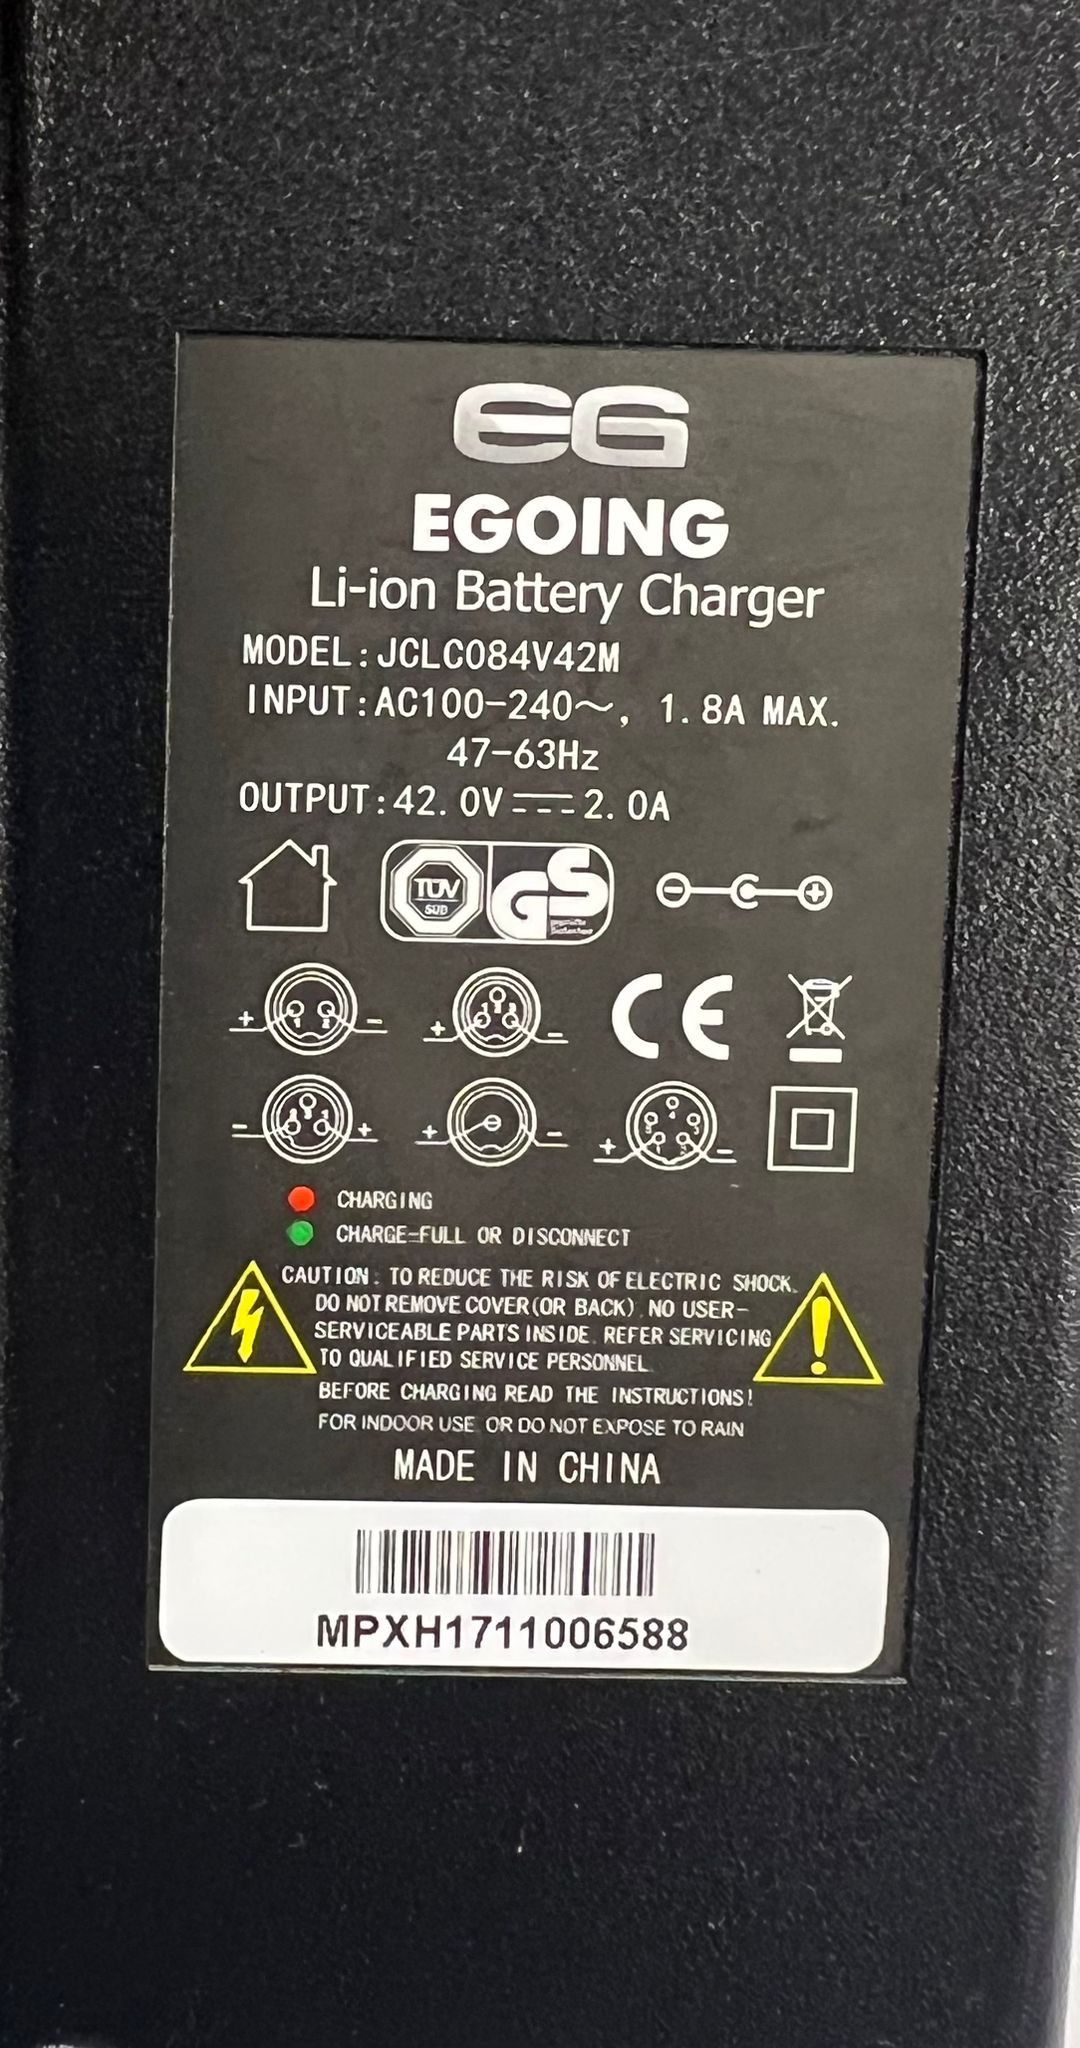 EG
EGOING
Li-ion Battery Charger
MODEL:JCLC084V42M
INPUT:AC100-240～, 1.8A MAX.
47-63Hz
OUTPUT:42.0V⎓2.0A
TÜV
SÜD
GS
CE
CHARGING
CHARGE-FULL OR DISCONNECT
CAUTION: TO REDUCE THE RISK OF ELECTRIC SHOCK.
DO NOT REMOVE COVER(OR BACK). NO USER-
SERVICEABLE PARTS INSIDE. REFER SERVICING
TO QUALIFIED SERVICE PERSONNEL
BEFORE CHARGING READ THE INSTRUCTIONS!
FOR INDOOR USE OR DO NOT EXPOSE TO RAIN
MADE IN CHINA
MPXH1711006588